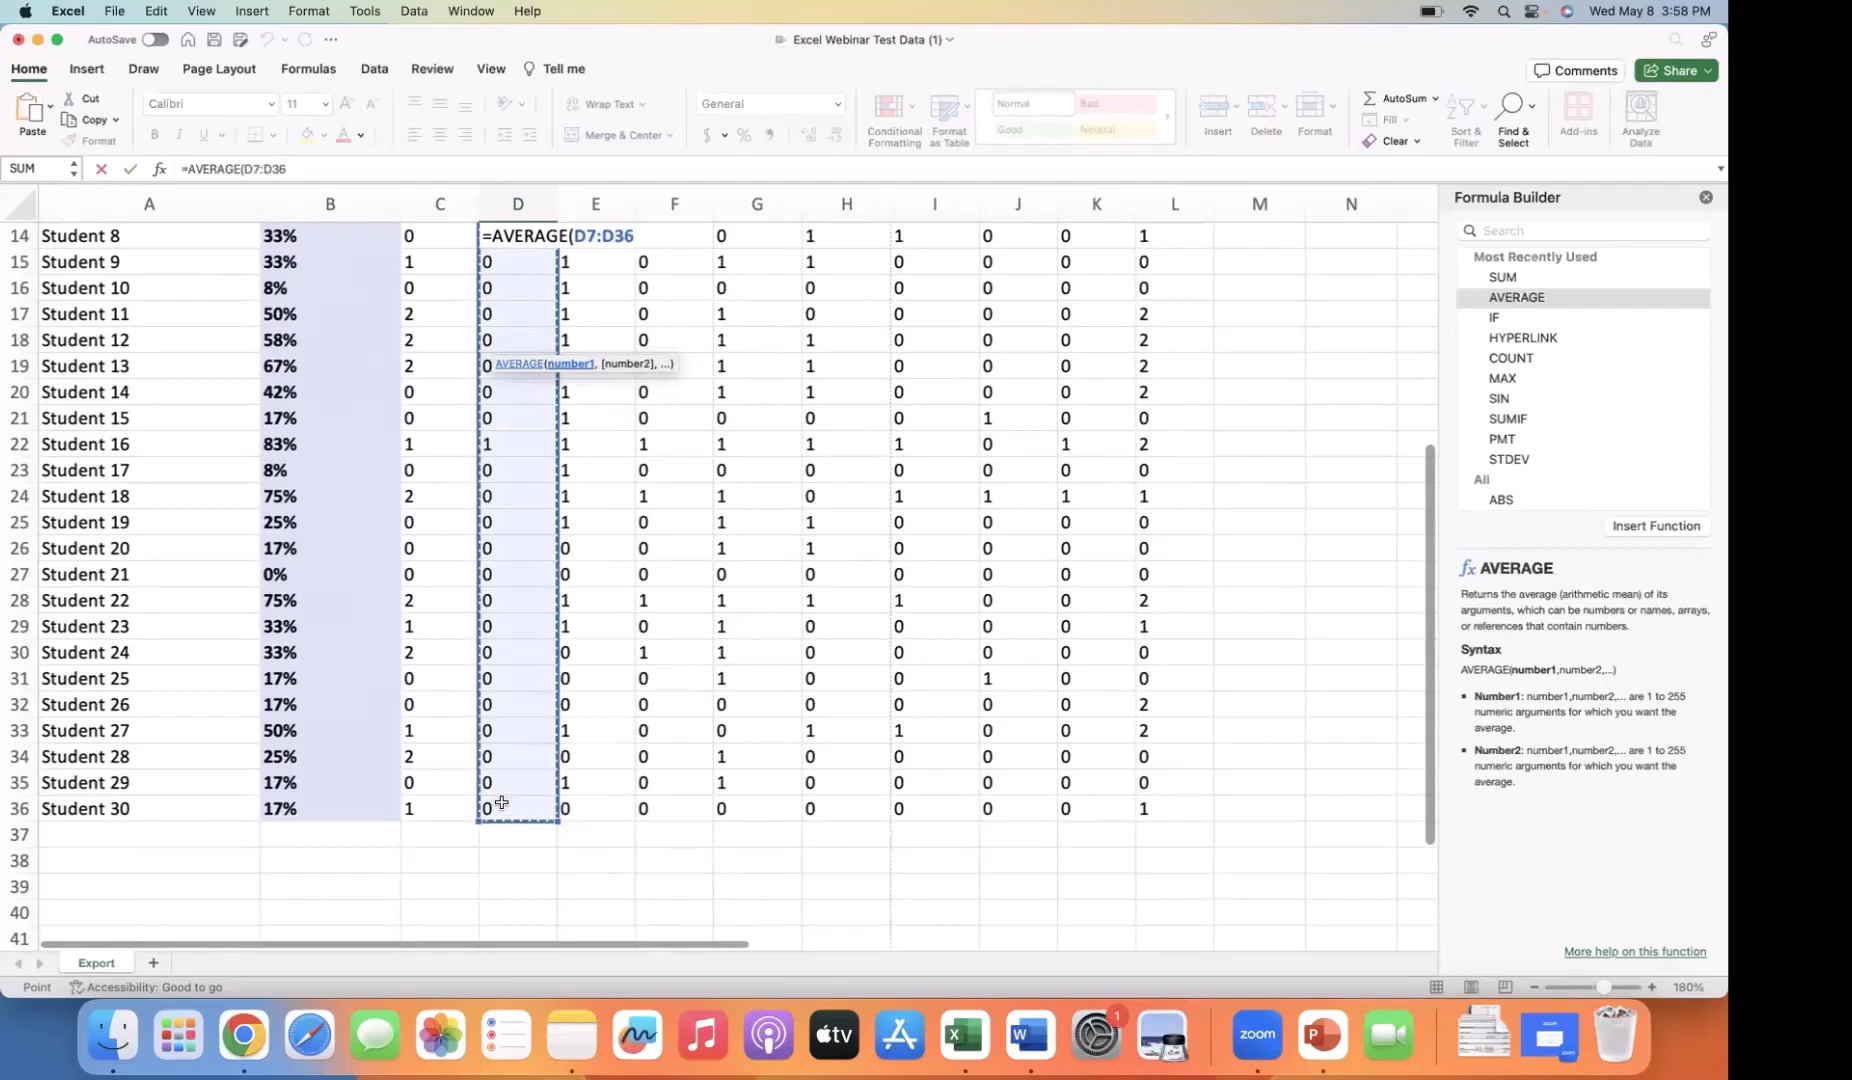 Excel File Edit View Insert Format Tools Data Window Help Wed May 8 3:58 PM
AutoSave Excel Webinar Test Data (1)
Home Insert Draw Page Layout Formulas Data Review View Tell me Comments Share
Paste Cut Copy Format
Calibri 11
B I U A
Wrap Text
Merge & Center
General
$ % 9
Conditional Formatting
Format as Table
Normal Bad
Good Neutral
Insert Delete Format
AutoSum
Fill
Clear
Sort & Filter
Find & Select
Add-ins
Analyze Data
SUM fx =AVERAGE(D7:D36
A B C D E F G H I J K L M N
14 Student 8 33% 0 =AVERAGE(D7:D36 0 1 1 0 0 1
15 Student 9 33% 1 0 1 0 1 1 0 0 0 0
16 Student 10 8% 0 0 1 0 0 0 0 0 0 0
17 Student 11 50% 2 0 1 0 1 0 0 0 0 2
18 Student 12 58% 2 0 1 0 1 1 0 0 0 2
19 Student 13 67% 2 0 1 1 0 0 0 2
AVERAGE(number1, [number2], ...)
20 Student 14 42% 0 0 1 0 1 1 0 0 0 2
21 Student 15 17% 0 0 1 0 0 0 0 1 0 0
22 Student 16 83% 1 1 1 1 1 1 1 0 1 2
23 Student 17 8% 0 0 1 0 0 0 0 0 0 0
24 Student 18 75% 2 0 1 1 1 0 1 1 1 1
25 Student 19 25% 0 0 1 0 1 1 0 0 0 0
26 Student 20 17% 0 0 0 0 1 1 0 0 0 0
27 Student 21 0% 0 0 0 0 0 0 0 0 0 0
28 Student 22 75% 2 0 1 1 1 1 1 0 0 2
29 Student 23 33% 1 0 1 0 1 0 0 0 0 1
30 Student 24 33% 2 0 0 1 1 0 0 0 0 0
31 Student 25 17% 0 0 0 0 1 0 0 1 0 0
32 Student 26 17% 0 0 0 0 0 0 0 0 0 2
33 Student 27 50% 1 0 1 0 0 1 1 0 0 2
34 Student 28 25% 2 0 0 0 1 0 0 0 0 0
35 Student 29 17% 0 0 1 0 1 0 0 0 0 0
36 Student 30 17% 1 0 0 0 0 0 0 0 0 1
37
38
39
40
41
Formula Builder
Search
Most Recently Used
SUM
AVERAGE
IF
HYPERLINK
COUNT
MAX
SIN
SUMIF
PMT
STDEV
All
ABS
Insert Function
fx AVERAGE
Returns the average (arithmetic mean) of its
arguments, which can be numbers or names, arrays,
or references that contain numbers.
Syntax
AVERAGE(number1,number2,...)
▪ Number1: number1,number2,... are 1 to 255
numeric arguments for which you want the
average.
▪ Number2: number1,number2,... are 1 to 255
numeric arguments for which you want the
average.
More help on this function
Export +
Point Accessibility: Good to go 180%
tv X W 1 zoom P zoom